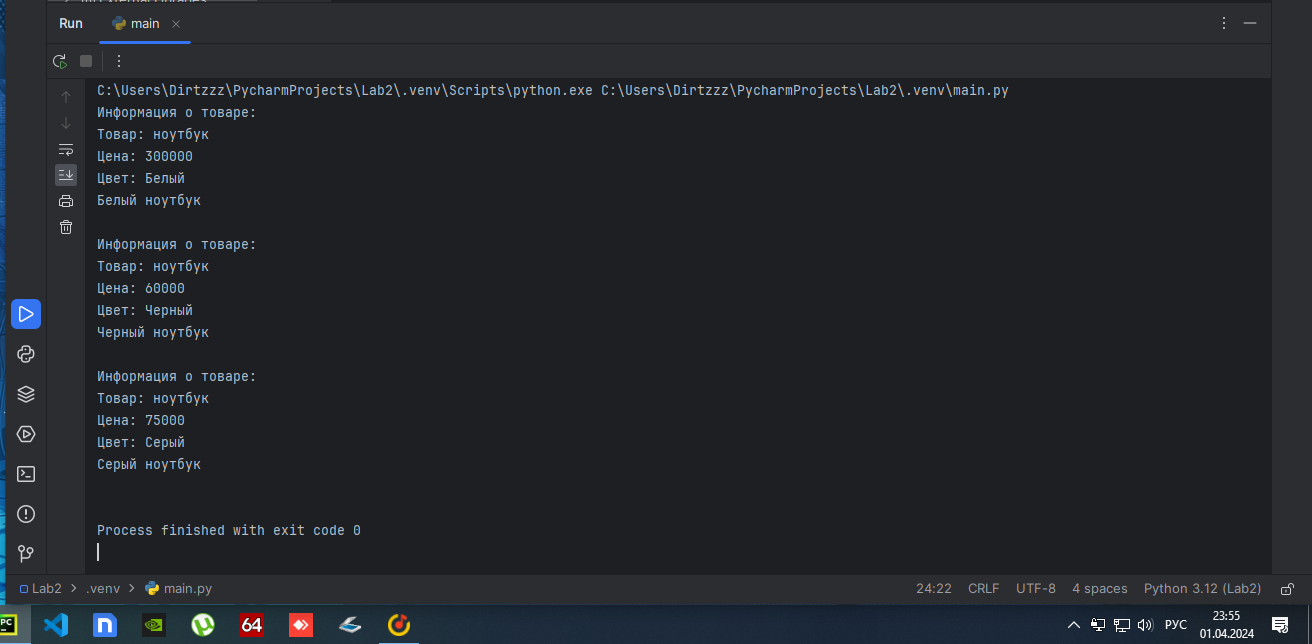 Run main
C:\Users\Dirtzzz\PycharmProjects\Lab2\.venv\Scripts\python.exe C:\Users\Dirtzzz\PycharmProjects\Lab2\.venv\main.py
Информация о товаре:
Товар: ноутбук
Цена: 300000
Цвет: Белый
Белый ноутбук
Информация о товаре:
Товар: ноутбук
Цена: 60000
Цвет: Черный
Черный ноутбук
Информация о товаре:
Товар: ноутбук
Цена: 75000
Цвет: Серый
Серый ноутбук
Process finished with exit code 0
Lab2 > .venv > main.py 24:22 CRLF UTF-8 4 spaces Python 3.12 (Lab2)
PC 64 РУС 23:55
01.04.2024